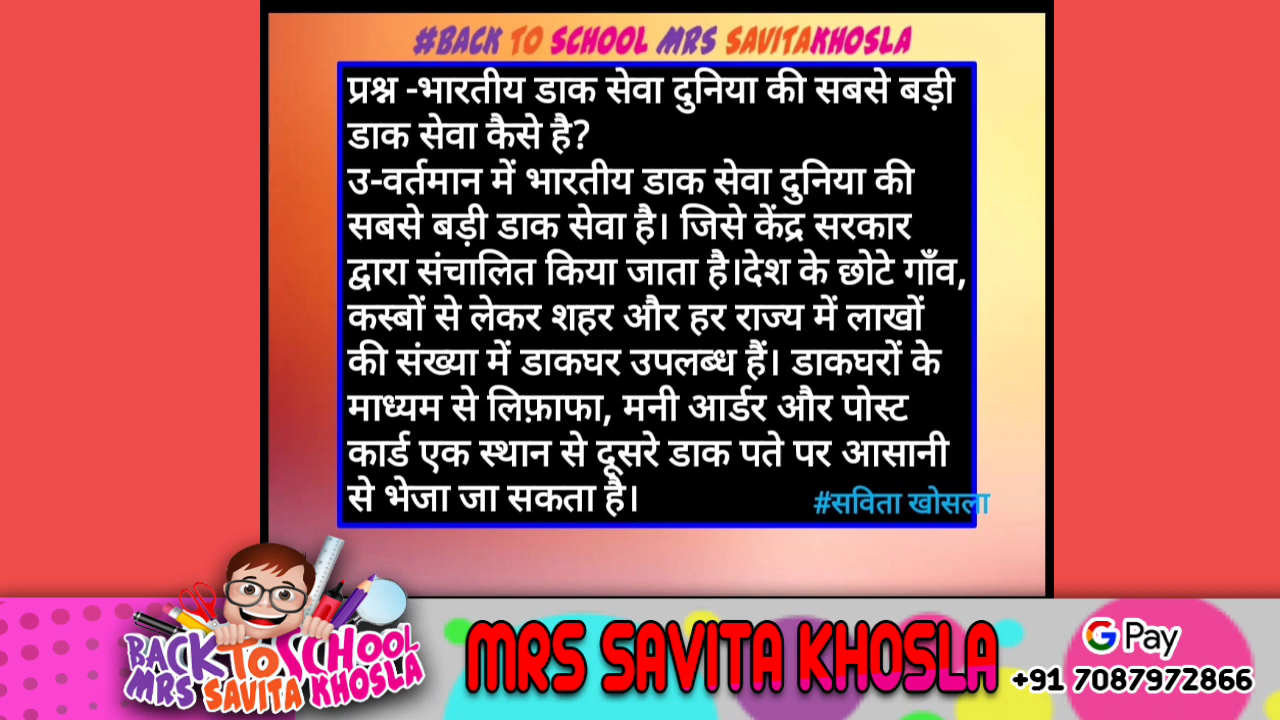 #BACK TO SCHOOL MRS SAVITAKHOSLA
प्रश्न -भारतीय डाक सेवा दुनिया की सबसे बड़ी
डाक सेवा कैसे है?
उ-वर्तमान में भारतीय डाक सेवा दुनिया की
सबसे बड़ी डाक सेवा है। जिसे केंद्र सरकार
द्वारा संचालित किया जाता है।देश के छोटे गाँव,
कस्बों से लेकर शहर और हर राज्य में लाखों
की संख्या में डाकघर उपलब्ध हैं। डाकघरों के
माध्यम से लिफ़ाफा, मनी आर्डर और पोस्ट
कार्ड एक स्थान से दूसरे डाक पते पर आसानी
से भेजा जा सकता है।
#सविता खोसला
BACK TO SCHOOL
MRS SAVITA KHOSLA
MRS SAVITA KHOSLA
G Pay
+91 7087972866